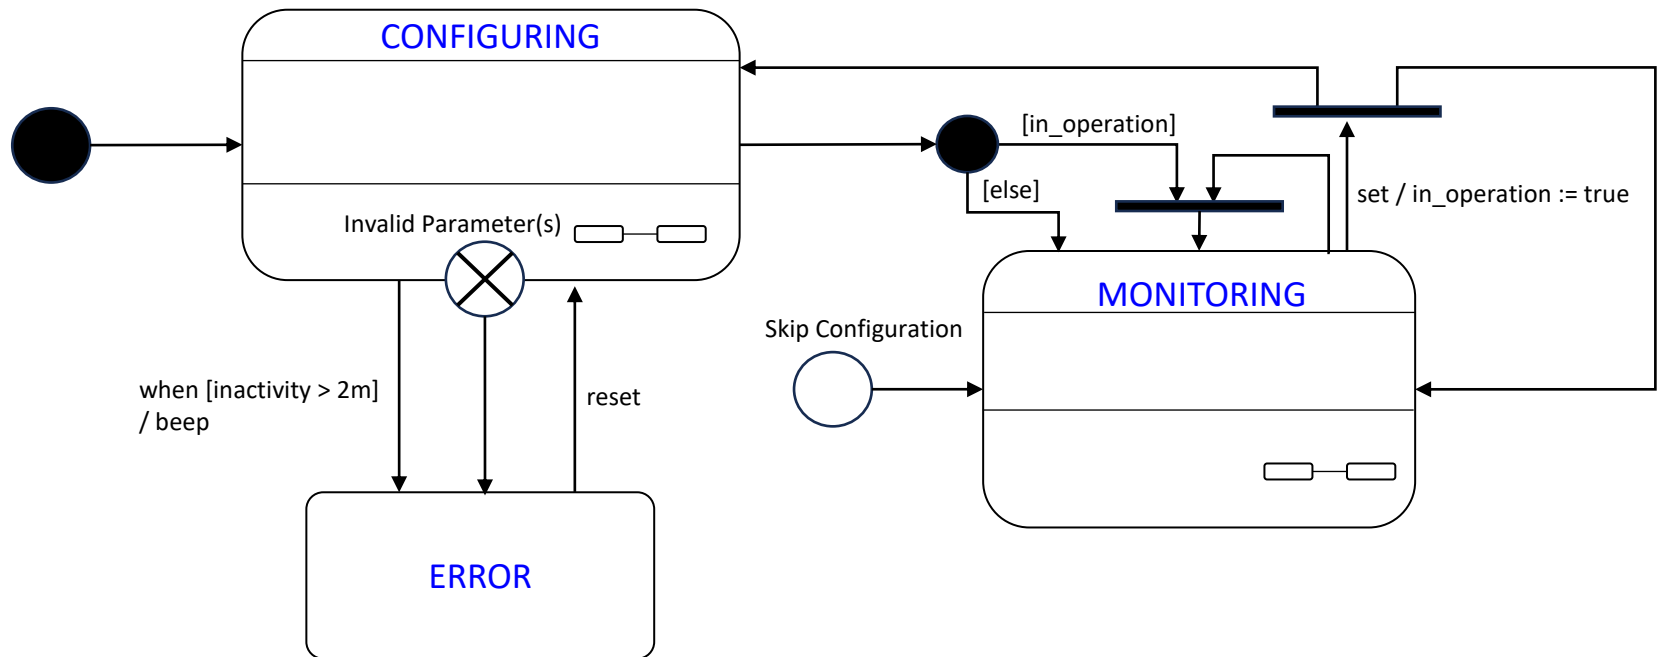 CONFIGURING
[in_operation]
[else]
set / in_operation := true
Invalid Parameter(s)
MONITORING
Skip Configuration
when [inactivity > 2m]
/ beep
reset
ERROR